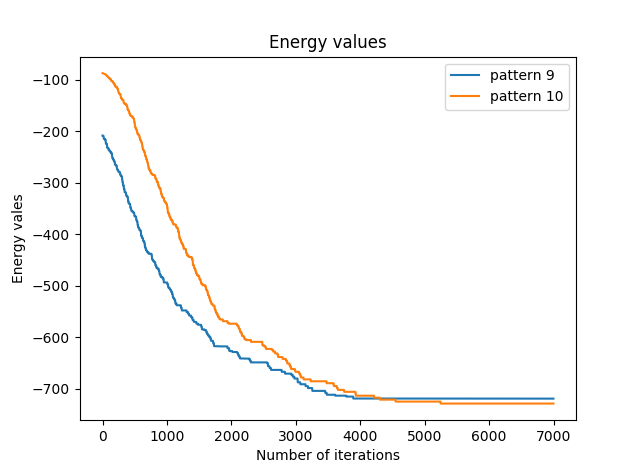 Energy values
pattern 9
pattern 10
−100
−200
−300
−400
−500
−600
−700
Energy vales
0 1000 2000 3000 4000 5000 6000 7000
Number of iterations